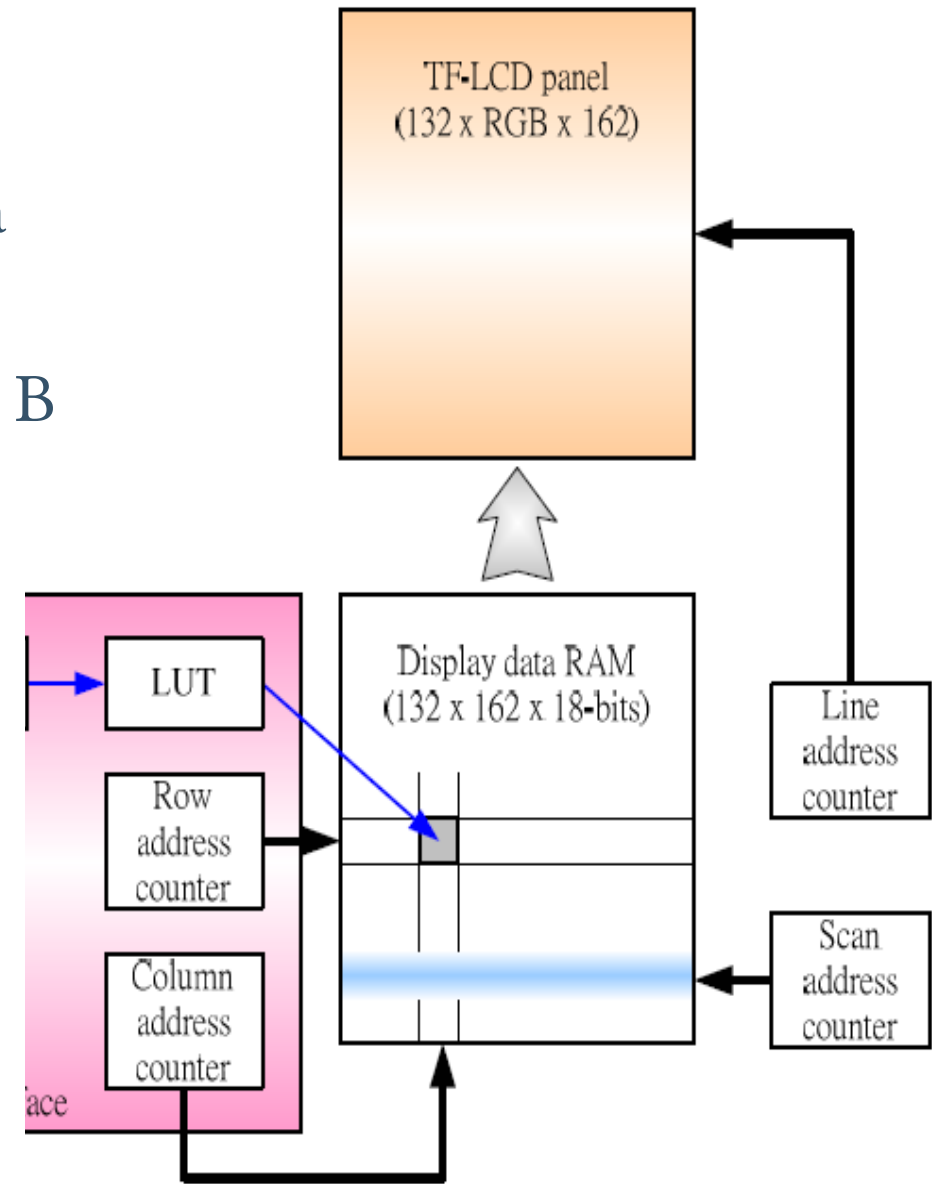 TF-LCD panel
(132 x RGB x 162)
B
LUT
Display data RAM
(132 x 162 x 18-bits)
Line
address
counter
Row
address
counter
Scan
address
counter
Column
address
counter